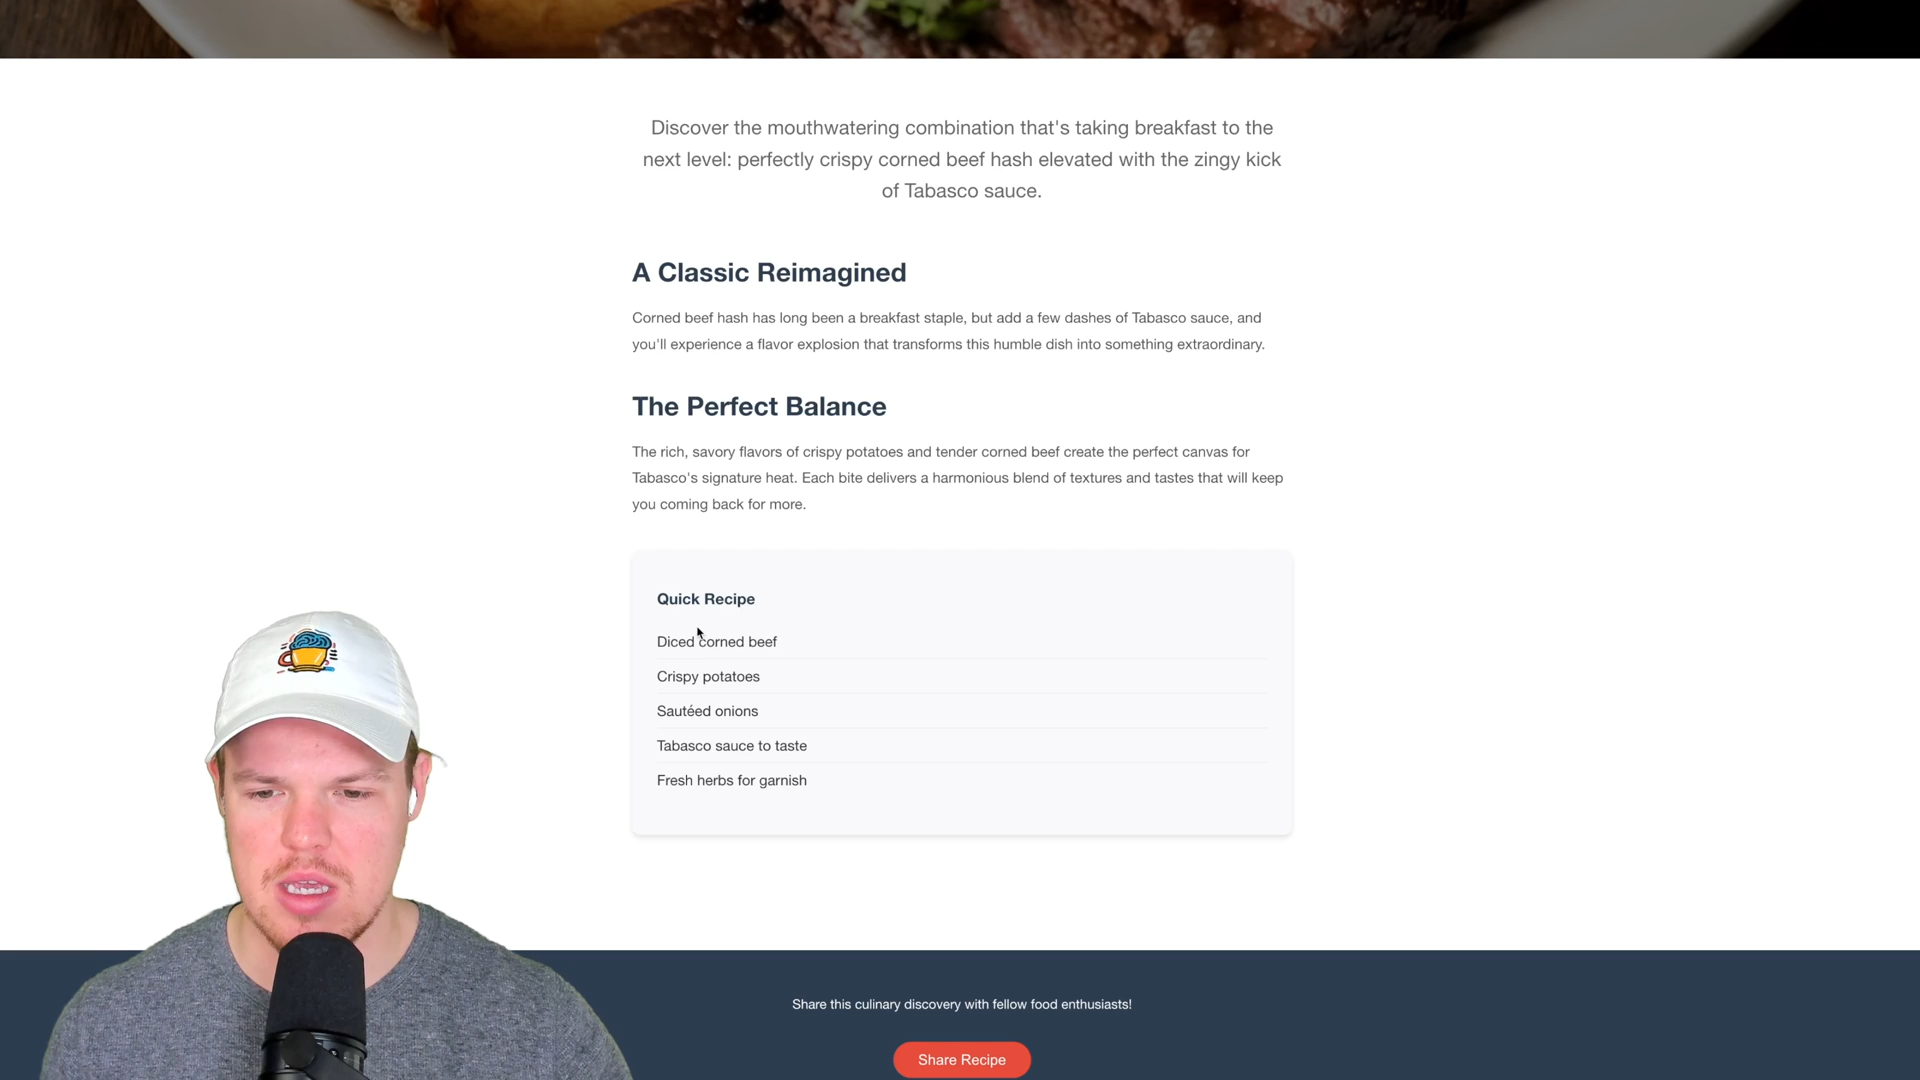 Discover the mouthwatering combination that's taking breakfast to the
next level: perfectly crispy corned beef hash elevated with the zingy kick
of Tabasco sauce.
A Classic Reimagined
Corned beef hash has long been a breakfast staple, but add a few dashes of Tabasco sauce, and
you'll experience a flavor explosion that transforms this humble dish into something extraordinary.
The Perfect Balance
The rich, savory flavors of crispy potatoes and tender corned beef create the perfect canvas for
Tabasco's signature heat. Each bite delivers a harmonious blend of textures and tastes that will keep
you coming back for more.
Quick Recipe
Diced corned beef
Crispy potatoes
Sautéed onions
Tabasco sauce to taste
Fresh herbs for garnish
Share this culinary discovery with fellow food enthusiasts!
Share Recipe